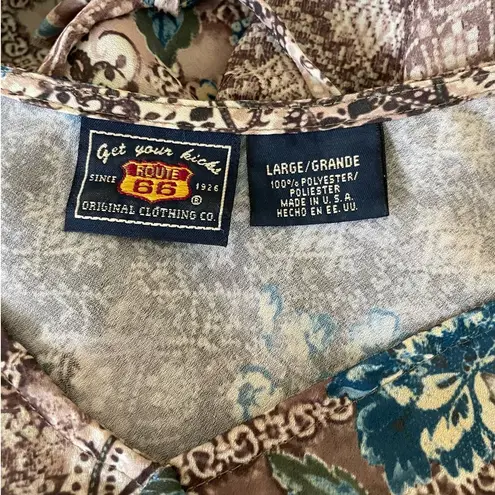 Get your kicks
SINCE ROUTE 66 1926
®
ORIGINAL CLOTHING CO.
LARGE/GRANDE
100% POLYESTER/
POLIESTER
MADE IN U.S.A.
HECHO EN EE. UU.